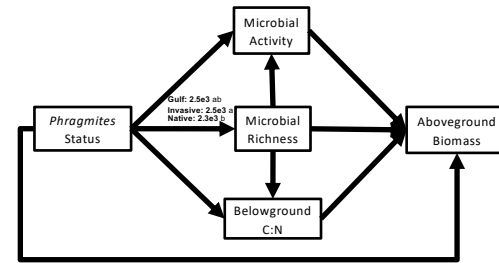 Microbial
Activity
Gulf: 2.5e3 ab
Invasive: 2.5e3 a
Native: 2.3e3 b
Phragmites
Status
Microbial
Richness
Aboveground
Biomass
Belowground
C:N